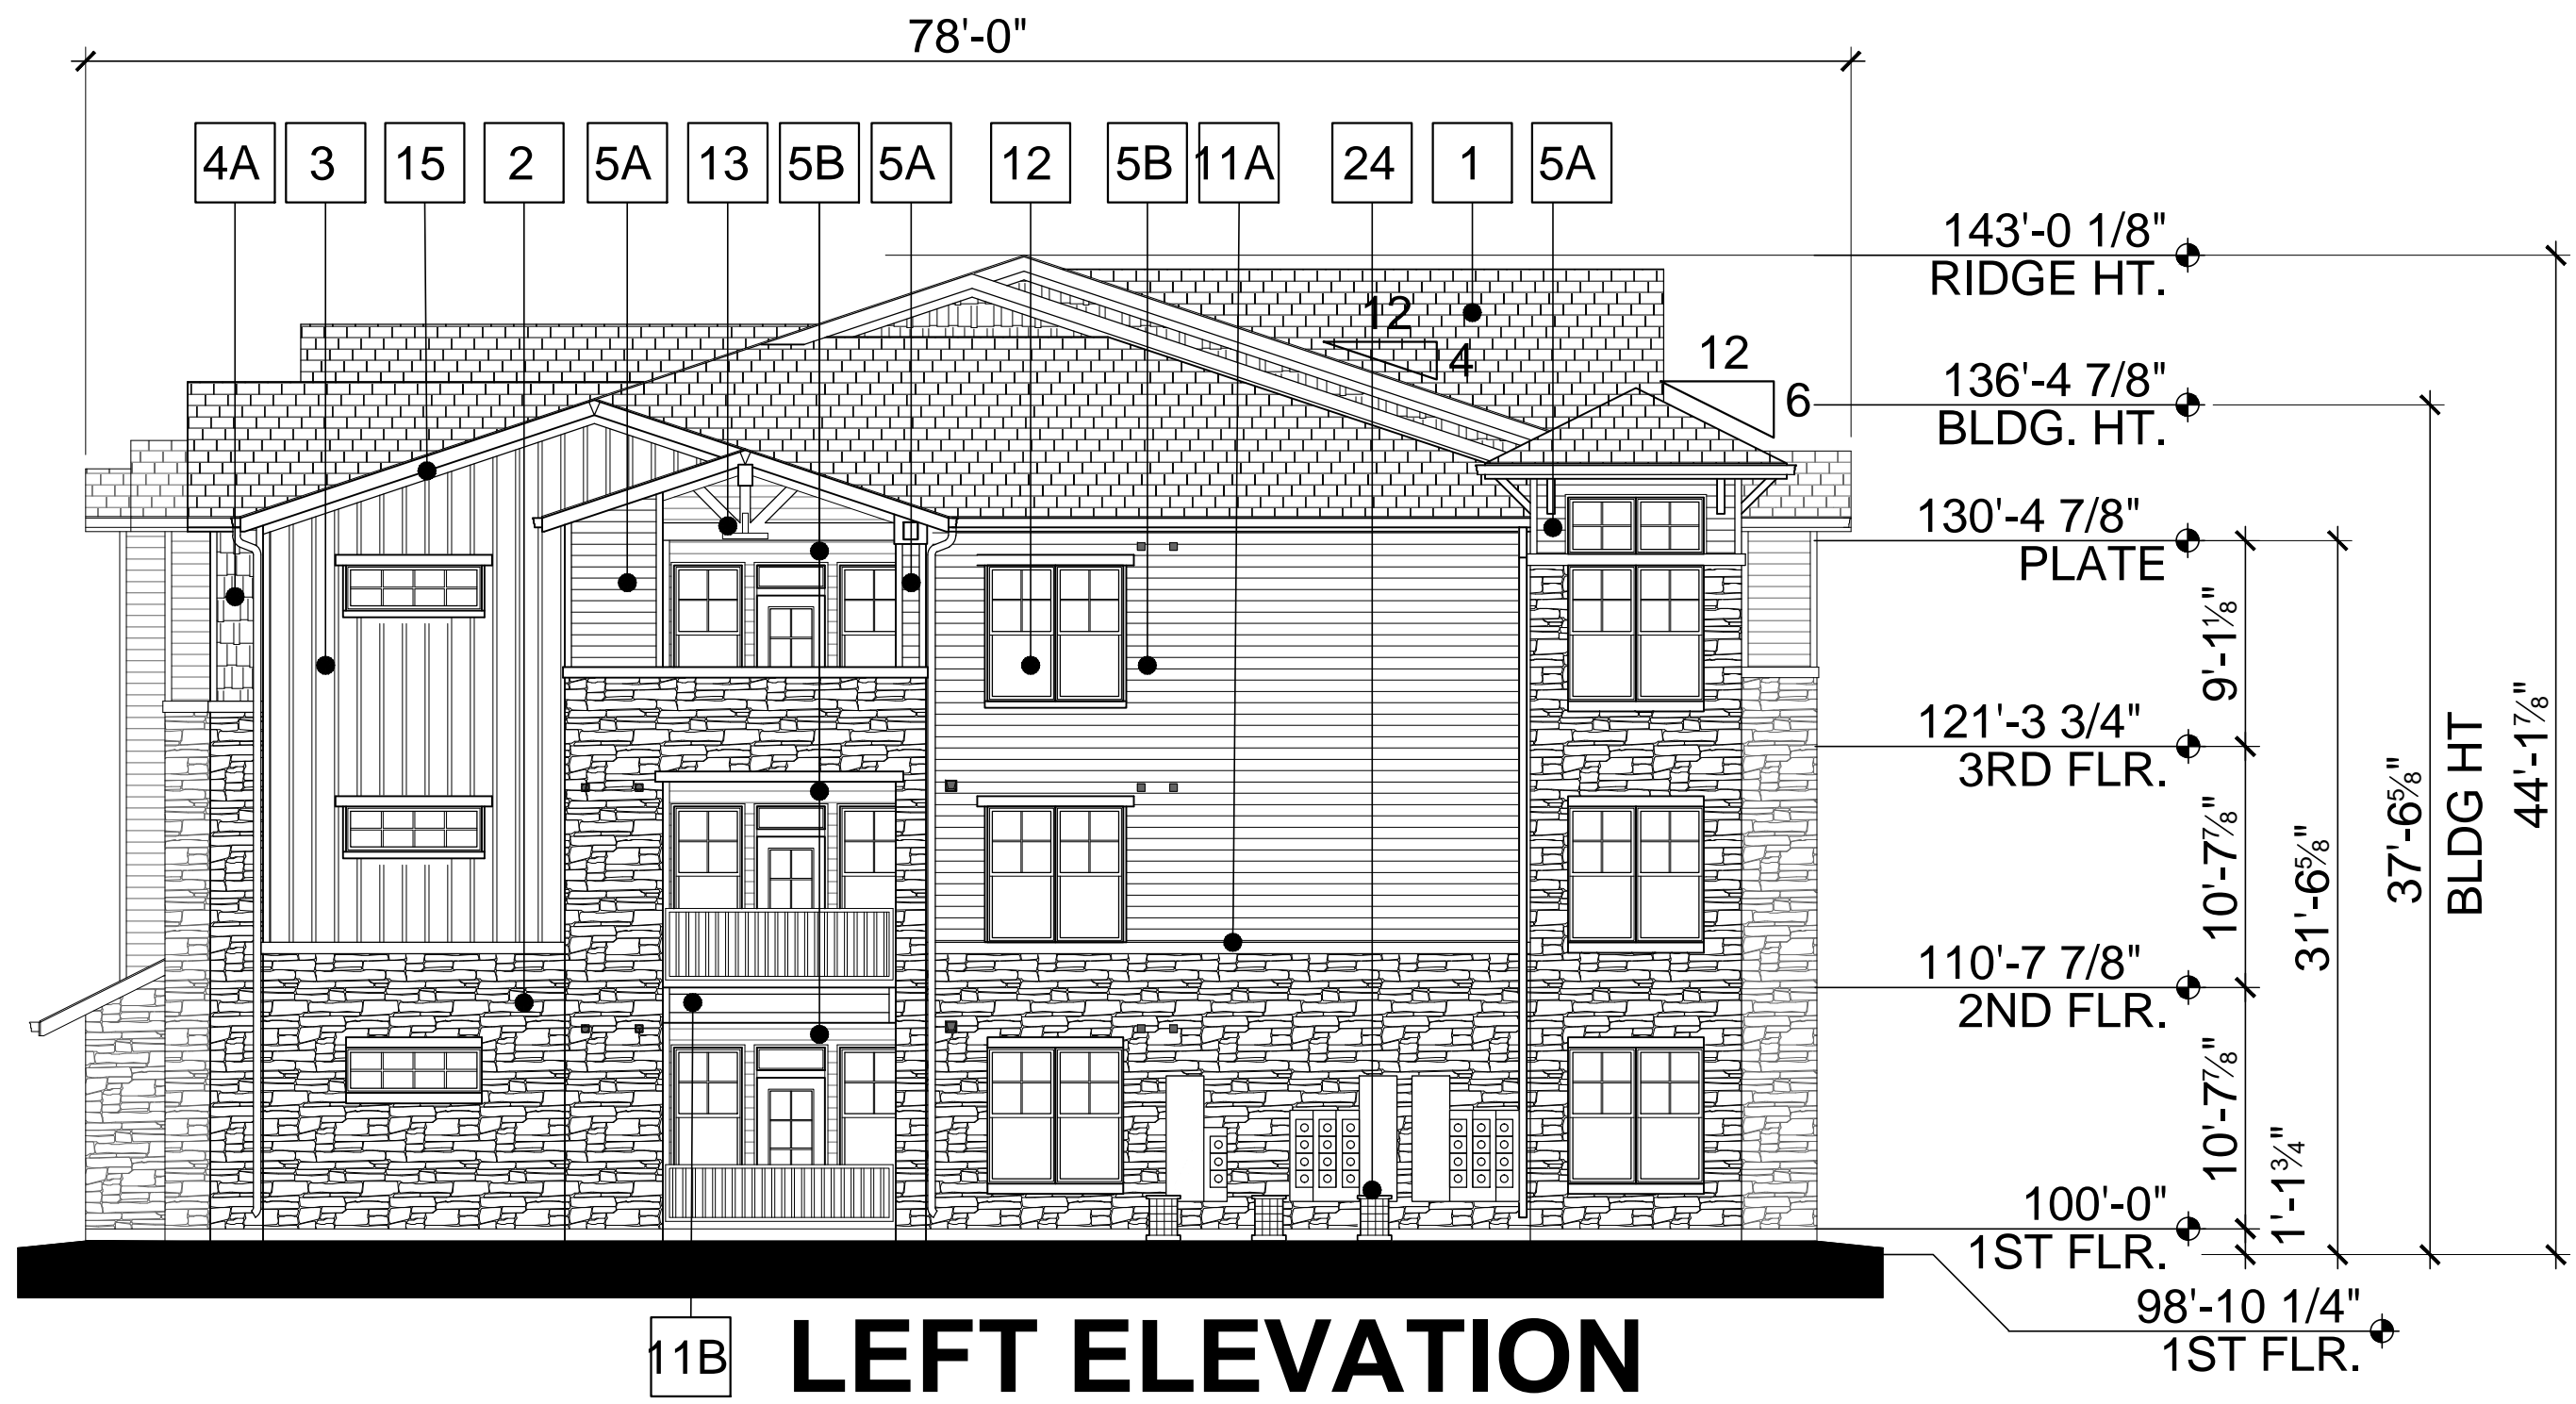 78'-0"
4A 3 15 2 5A 13 5B 5A 12 5B 11A 24 1 5A
143'-0 1/8"
RIDGE HT.
12
4
12
6
136'-4 7/8"
BLDG. HT.
130'-4 7/8"
PLATE
9'-1⅛"
121'-3 3/4"
3RD FLR.
10'-7⅞"
110'-7 7/8"
2ND FLR.
10'-7⅞"
100'-0"
1ST FLR.
1'-1¾"
31'-6⅝"
37'-6⅝"
BLDG HT
44'-1⅞"
98'-10 1/4"
1ST FLR.
11B
LEFT ELEVATION